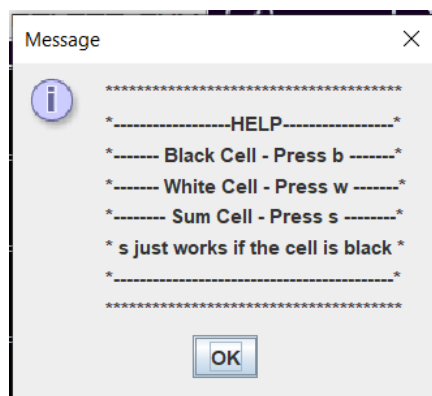 Message
**************************************
*------------------HELP-----------------*
*------- Black Cell - Press b -------*
*------- White Cell - Press w -------*
*-------- Sum Cell - Press s --------*
* s just works if the cell is black *
*-------------------------------------------*
**************************************
OK